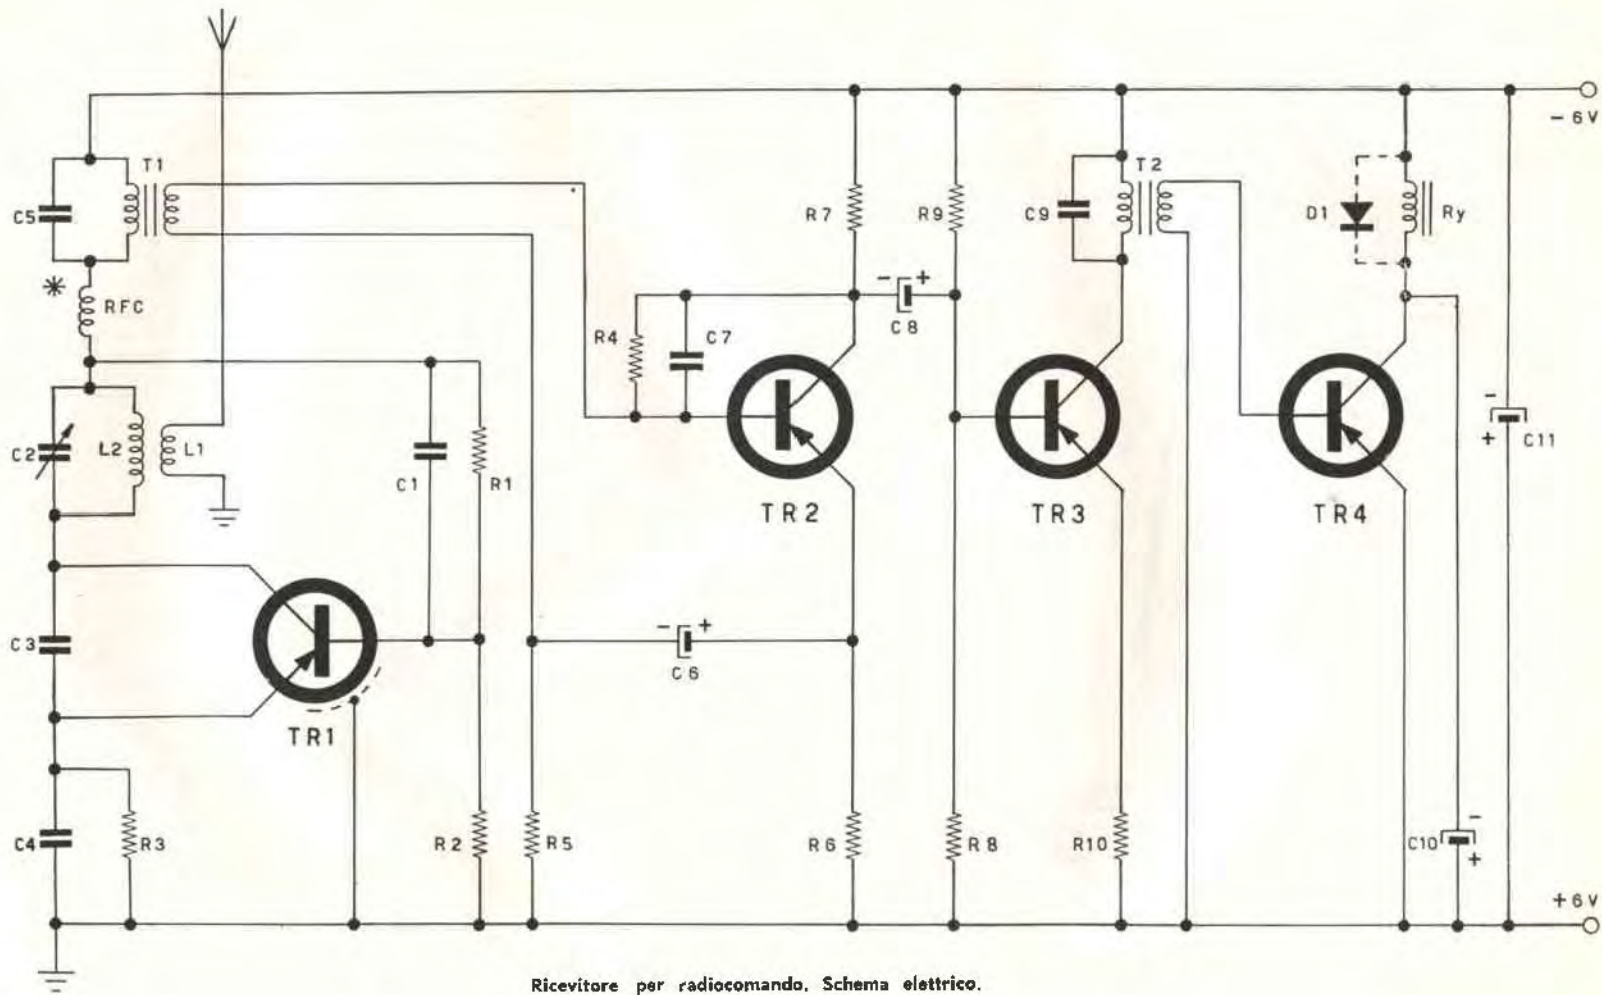 - 6 V
T1
C5
R7
R9
C9
T2
D1
Ry
RFC
R4
C7
C8
- +
C2
L2
L1
C1
R1
-
+
C11
TR2
TR3
TR4
C3
- +
C6
TR1
C4
R3
R2
R5
R6
R8
R10
C10
-
+
+ 6 V
Ricevitore per radiocomando. Schema elettrico.